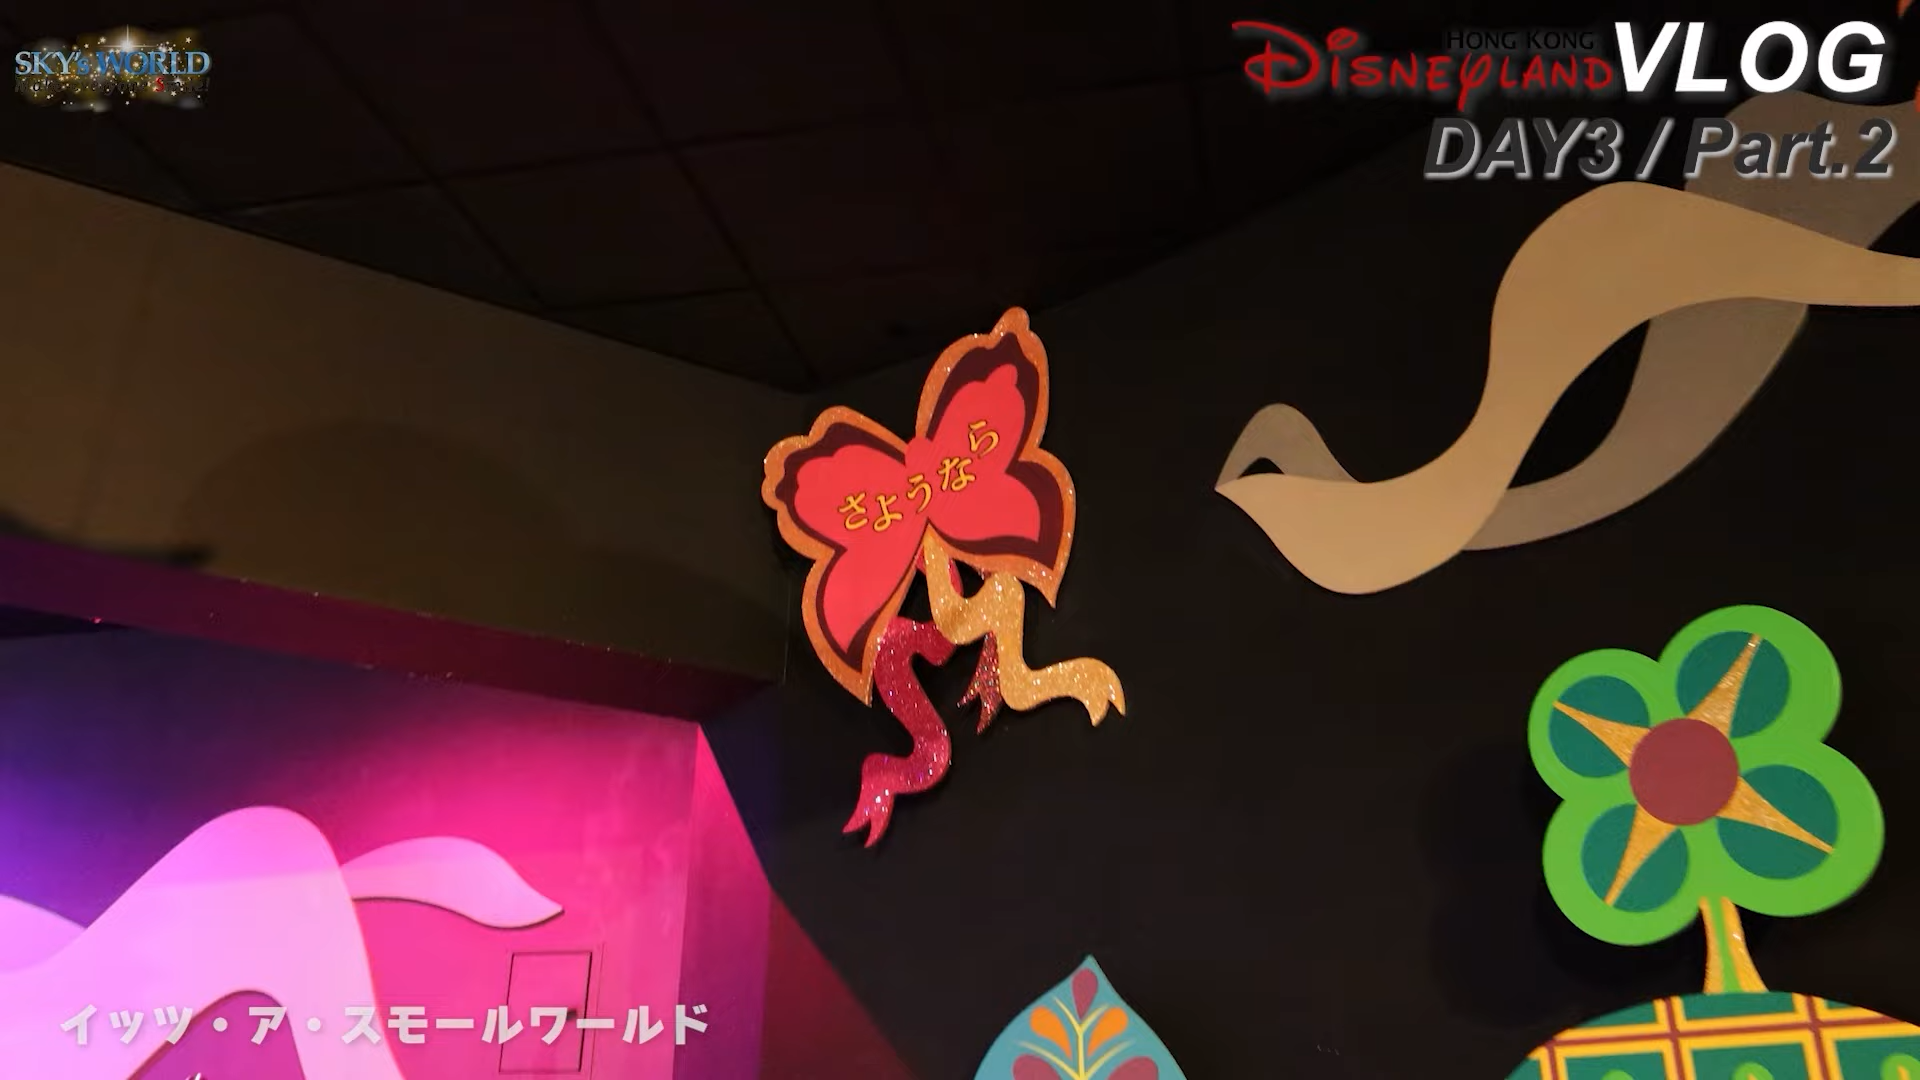 SKY's WORLD
HONG KONG
DISNEYLAND VLOG
DAY3 / Part.2
さようなら
イッツ・ア・スモールワールド